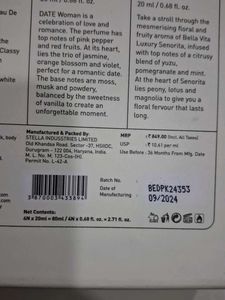 au De
DATE Woman is a
celebration of love and
romance. The perfume has
top notes of pink pepper
and red fruits. At its heart,
lies the trio of jasmine,
orange blossom and violet,
perfect for a romantic date.
The base notes are moss,
musk and powdery,
balanced by the sweetness
of vanilla to create an
unforgettable moment.
Classy
white
20 ml / 0.68 fl. oz.
Take a stroll through the
mesmerising floral and
fruity aroma of Bella Vita
Luxury Senorita, infused
with top notes of a citrusy
blend of yuzu,
pomegranate and mint.
At the heart of Senorita
lies peony, lotus and
magnolia to give you a
floral fervour that lasts
long.
body
Manufactured & Packed By:
STELLA INDUSTRIES LIMITED
Old Khandsa Road, Sector -37, HSIIDC,
Gurugram - 122 004, Haryana, India.
M. L. No. M. 123-Cos-(H)
Permit No. L-42-A
MRP : ₹ 849.00 (Incl. All Taxes)
USP : ₹ 10.61 per ml
Use Before : 36 Months From Mfg. Date
Batch No.
BEDPK24353
Date of
Manufacturing
09/2024
Net Contents:
4N x 20ml = 80ml / 4N x 0.68 fl. oz = 2.71 fl. oz.